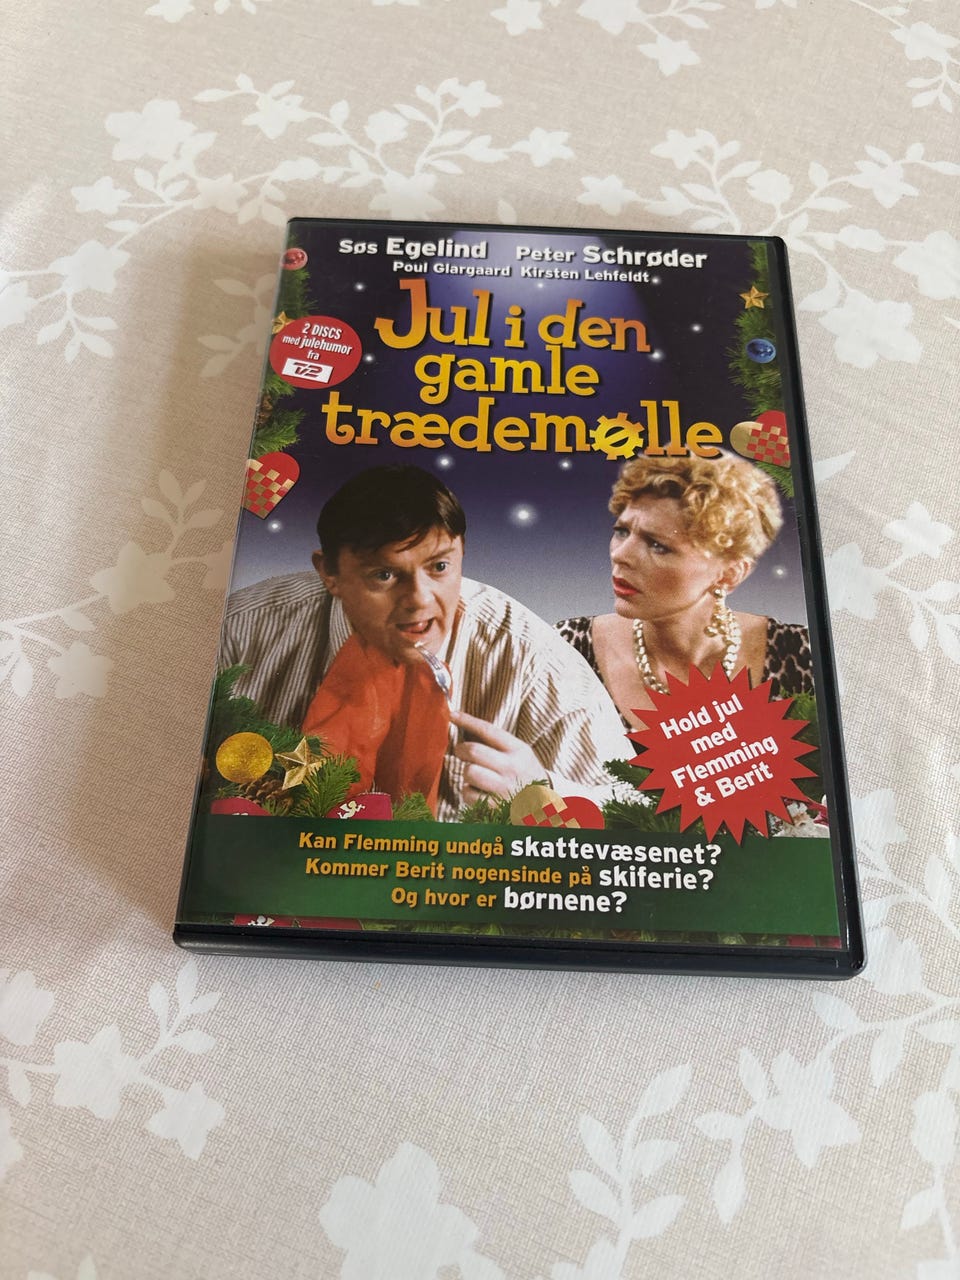 Søs Egelind Peter Schrøder
Poul Glargaard Kirsten Lehfeldt
Jul i den
gamle
trædemølle
2 DISCS
med julehumor
fra
TV2
Hold jul
med
Flemming
& Berit
Kan Flemming undgå skattevæsenet?
Kommer Berit nogensinde på skiferie?
Og hvor er børnene?